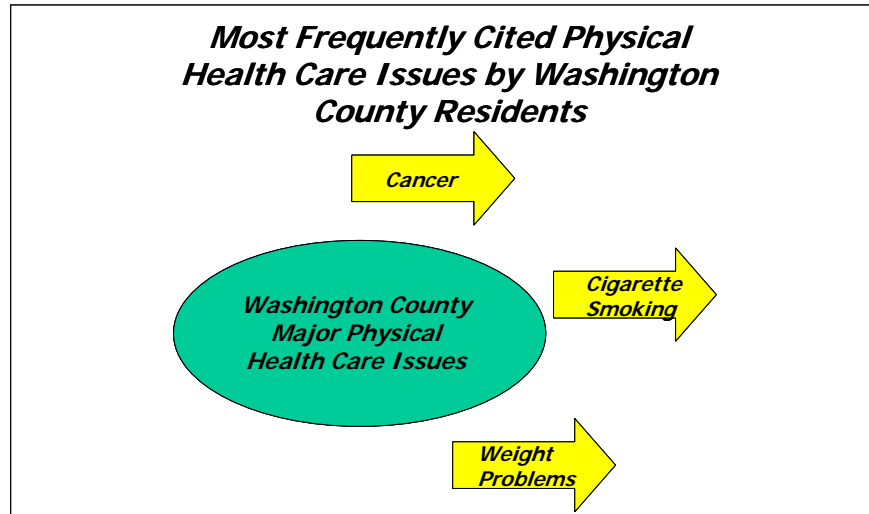 Most Frequently Cited Physical
Health Care Issues by Washington
County Residents
Cancer
Cigarette
Smoking
Washington County
Major Physical
Health Care Issues
Weight
Problems